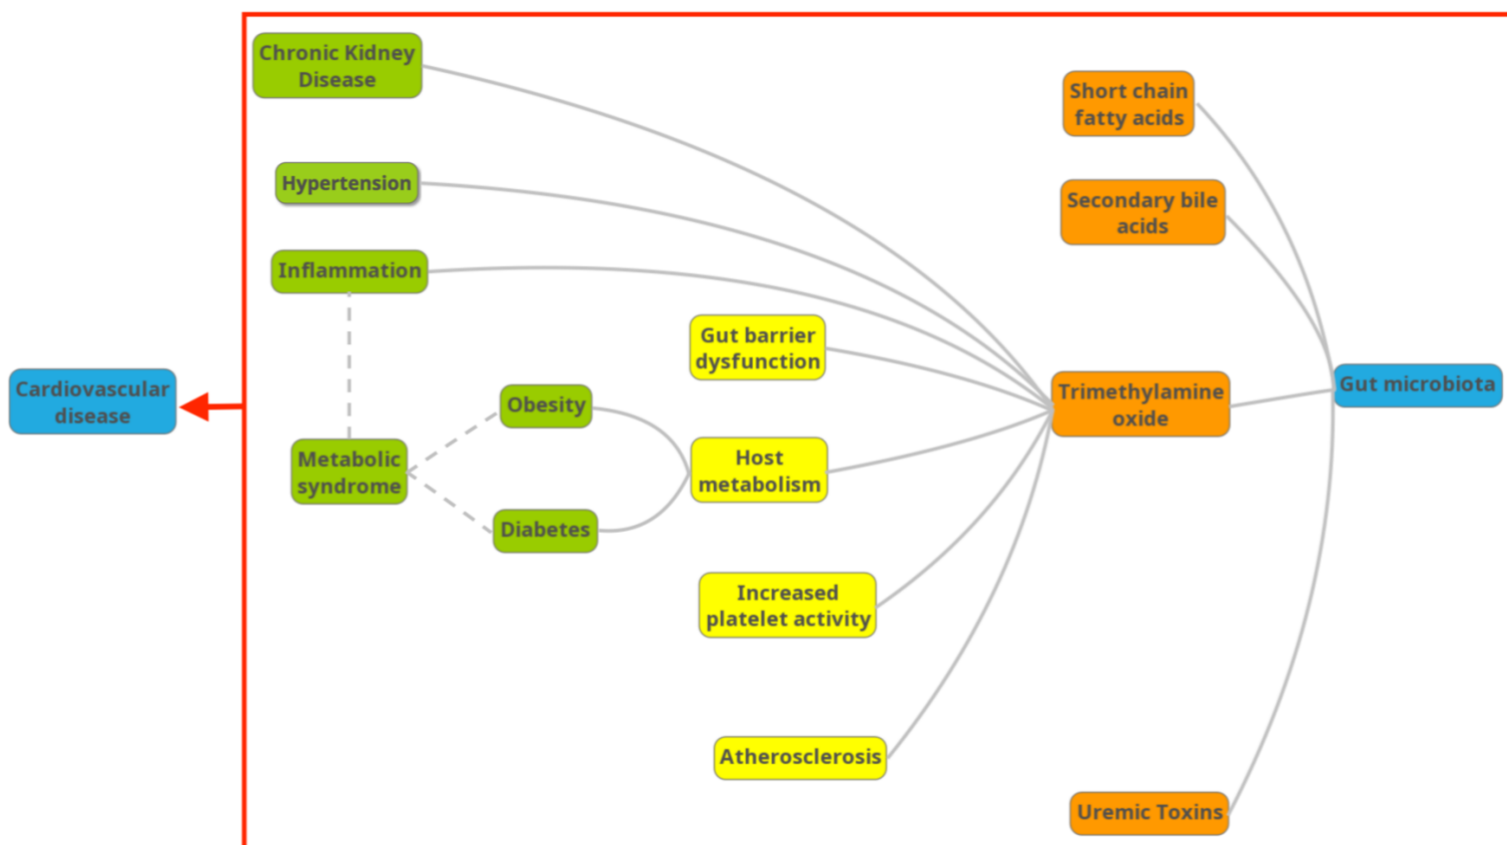 Chronic Kidney
Disease
Short chain
fatty acids
Hypertension
Secondary bile
acids
Inflammation
Gut barrier
dysfunction
Cardiovascular
disease
Obesity
Trimethylamine
oxide
Gut microbiota
Metabolic
syndrome
Host
metabolism
Diabetes
Increased
platelet activity
Atherosclerosis
Uremic Toxins